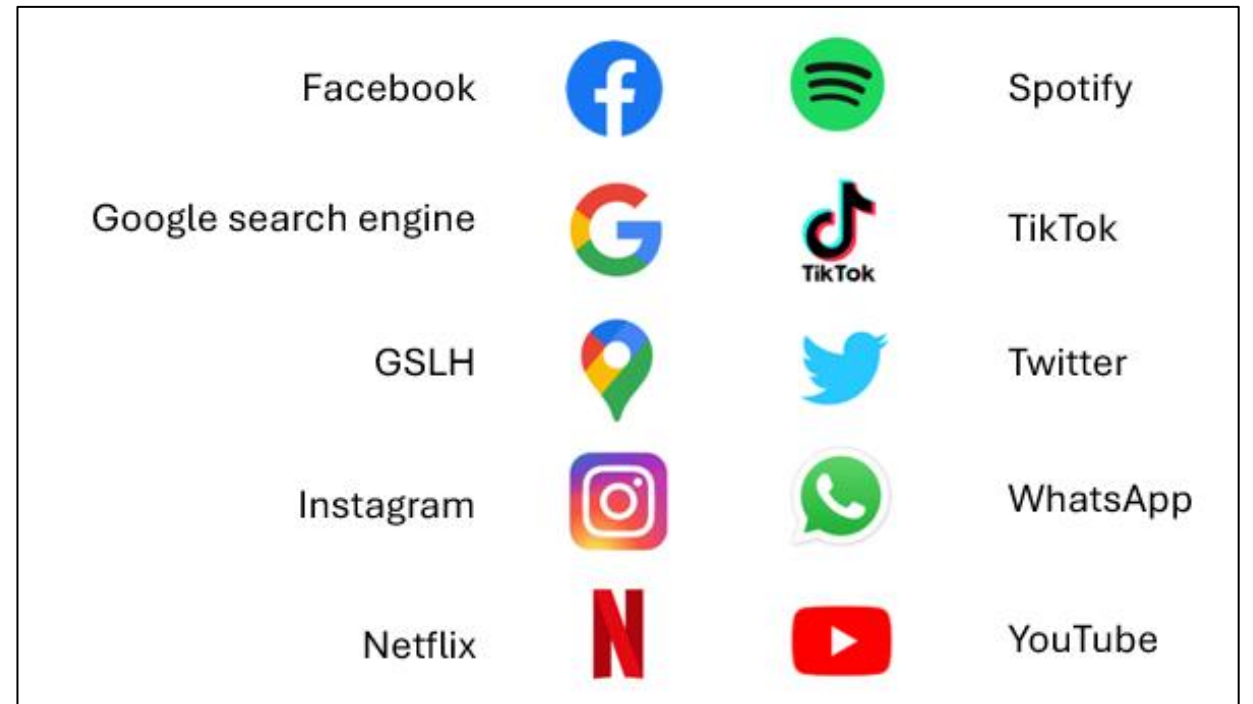 Facebook
Spotify
Google search engine
TikTok
TikTok
GSLH
Twitter
Instagram
WhatsApp
Netflix
YouTube